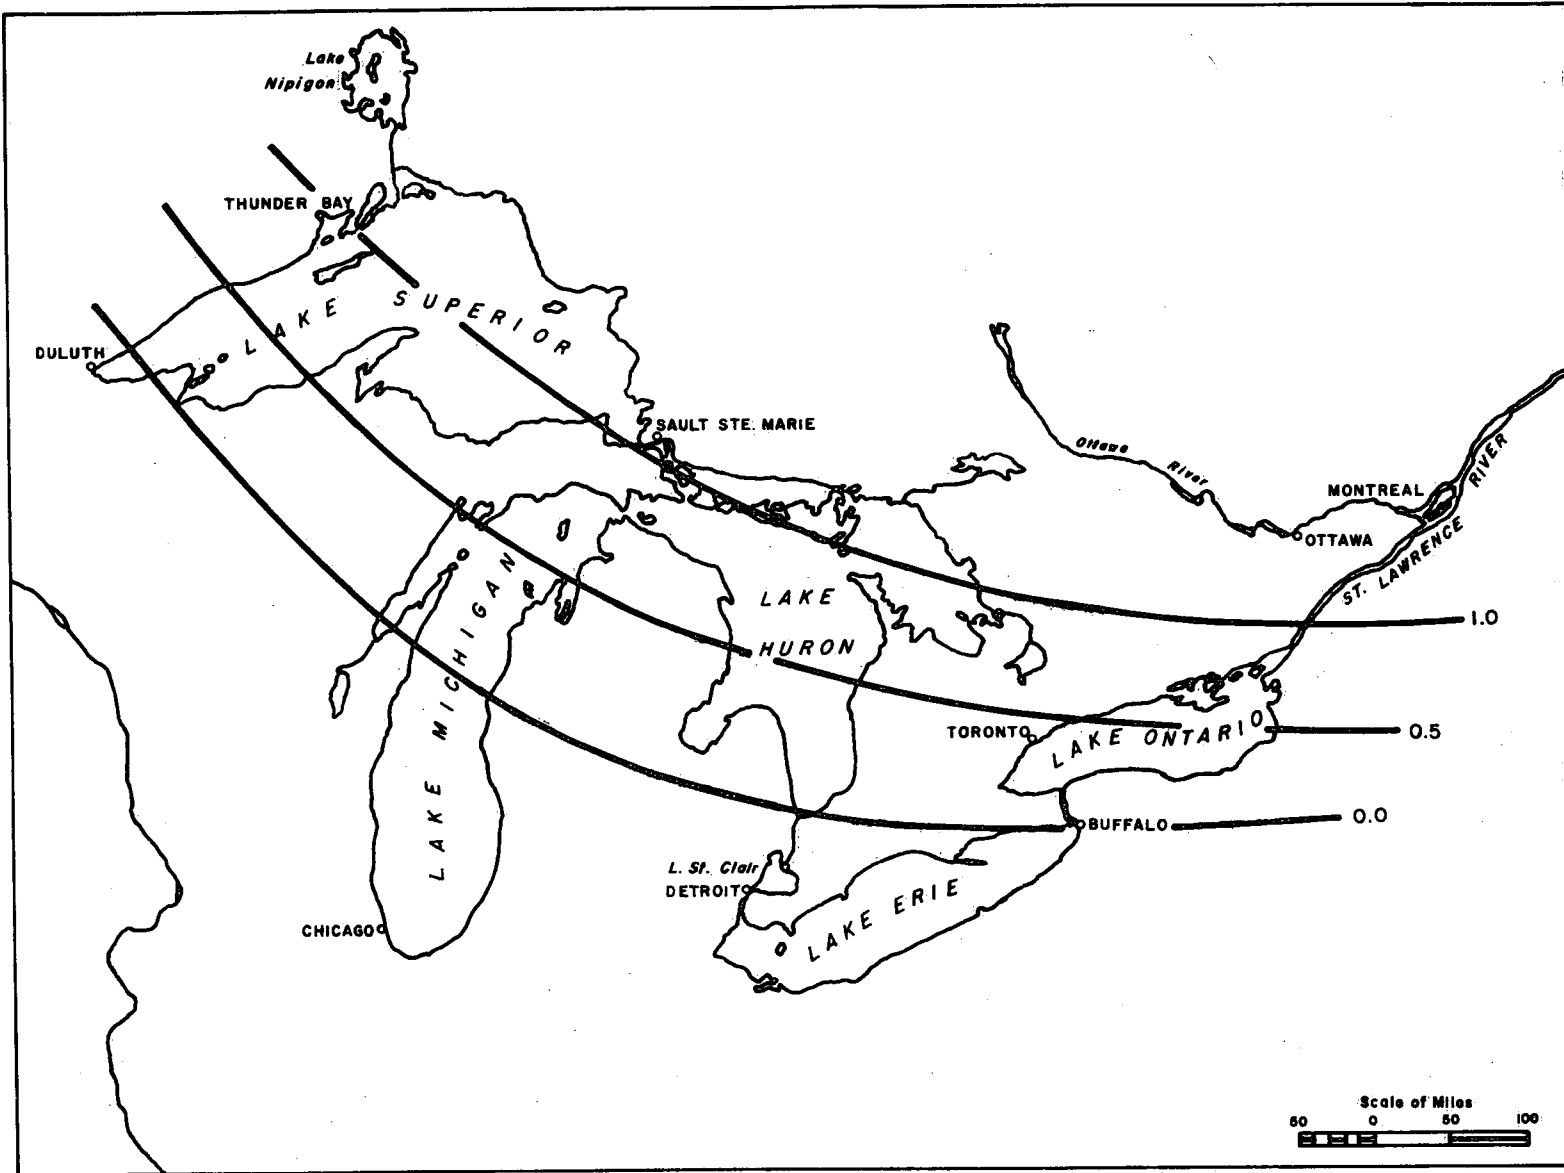 Lake
Nipigon
THUNDER BAY
LAKE SUPERIOR
DULUTH
SAULT STE. MARIE
Ottawa River
MONTREAL
OTTAWA
ST. LAWRENCE RIVER
LAKE MICHIGAN
LAKE
HURON
1.0
TORONTO
LAKE ONTARIO
0.5
BUFFALO
0.0
L. St. Clair
DETROIT
LAKE ERIE
CHICAGO
Scale of Miles
50 0 50 100